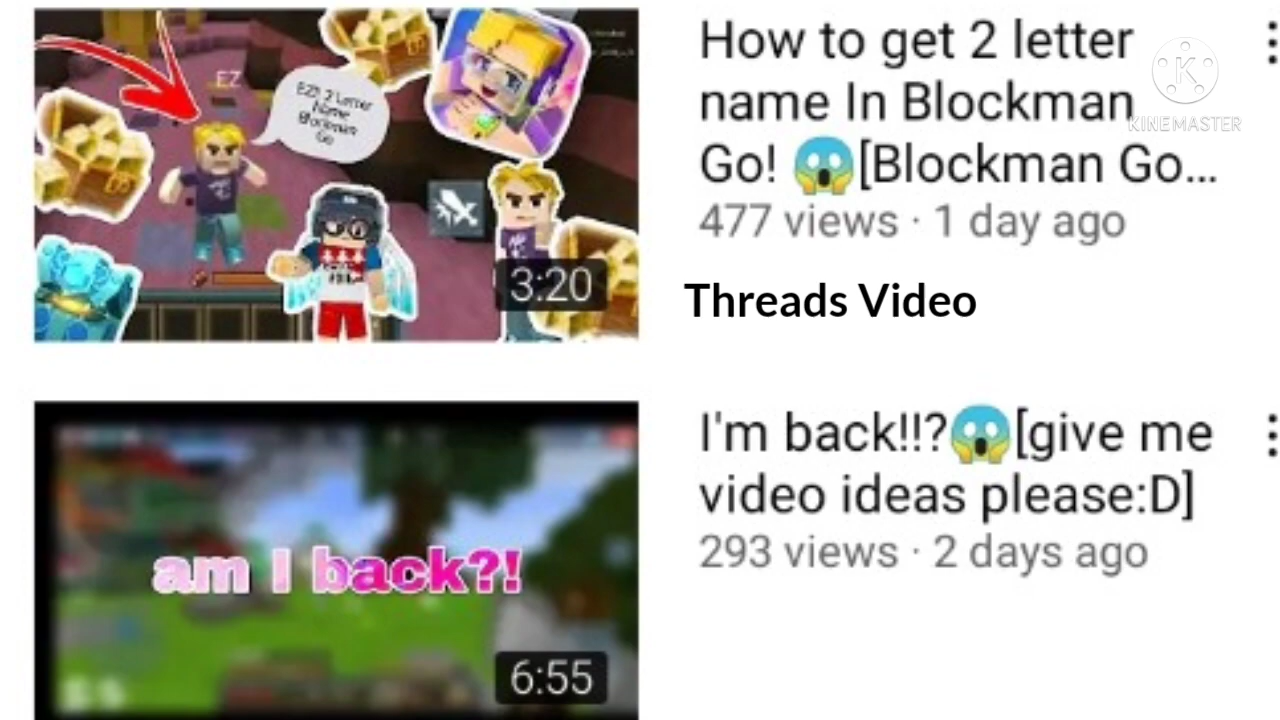 EZ
EZ!! 2 Letter
Name
Blockman
Go
3:20
How to get 2 letter
name In Blockman
Go! 😱[Blockman Go...
477 views · 1 day ago
KINEMASTER
Threads Video
am I back?!
6:55
I'm back!!?😱[give me
video ideas please:D]
293 views · 2 days ago